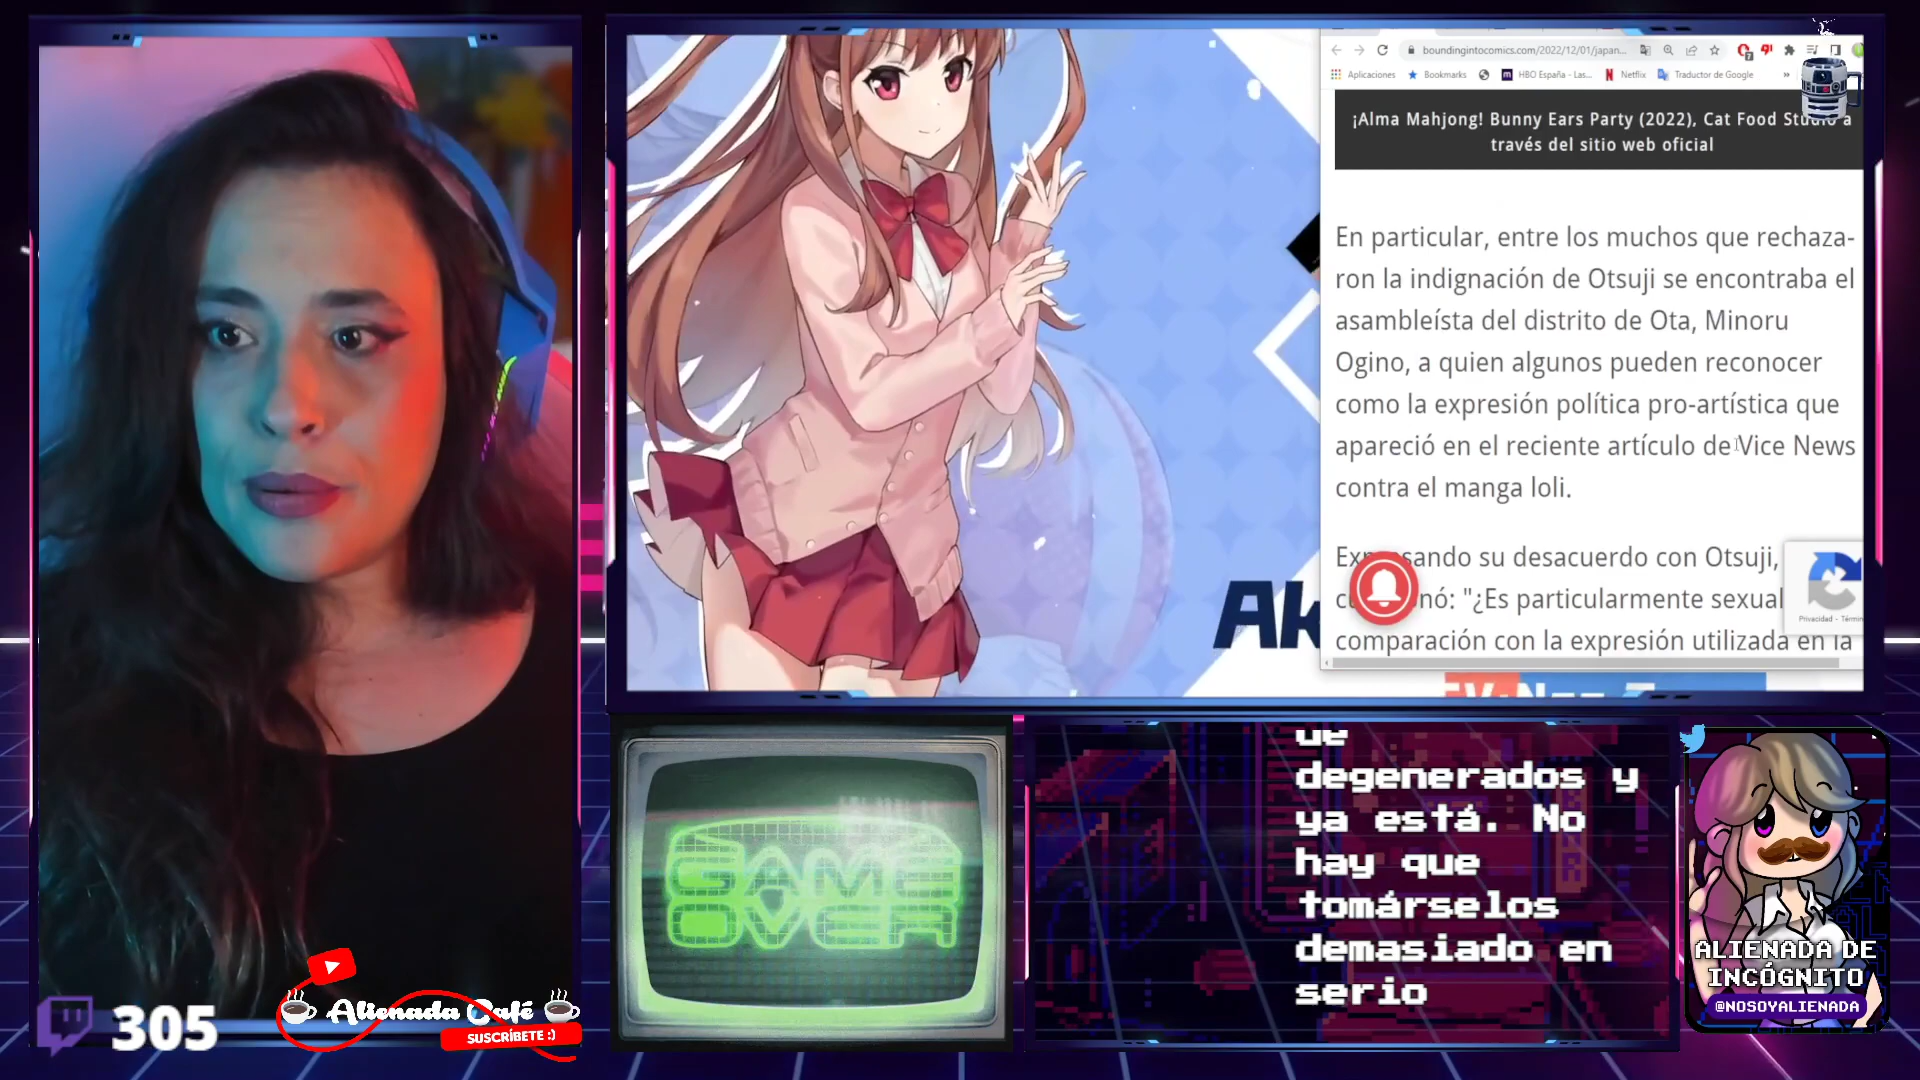 boundingintocomics.com/2022/12/01/japan...
Aplicaciones
Bookmarks
HBO España - Las...
Netflix
Traductor de Google
»
¡Alma Mahjong! Bunny Ears Party (2022), Cat Food Studio a
través del sitio web oficial
En particular, entre los muchos que rechaza-
ron la indignación de Otsuji se encontraba el
asambleísta del distrito de Ota, Minoru
Ogino, a quien algunos pueden reconocer
como la expresión política pro-artística que
apareció en el reciente artículo de Vice News
contra el manga loli.
sando su desacuerdo con Otsuji,
nó: "¿Es particularmente sexual
comparación con la expresión utilizada en la
Privacidad - Térmi
Ak
GAME
OVER
de
degenerados y
ya está. No
hay que
tomárselos
demasiado en
serio
ALIENADA DE
INCÓGNITO
@NOSOYALIENADA
305
Alienada Café
SUSCRÍBETE :)